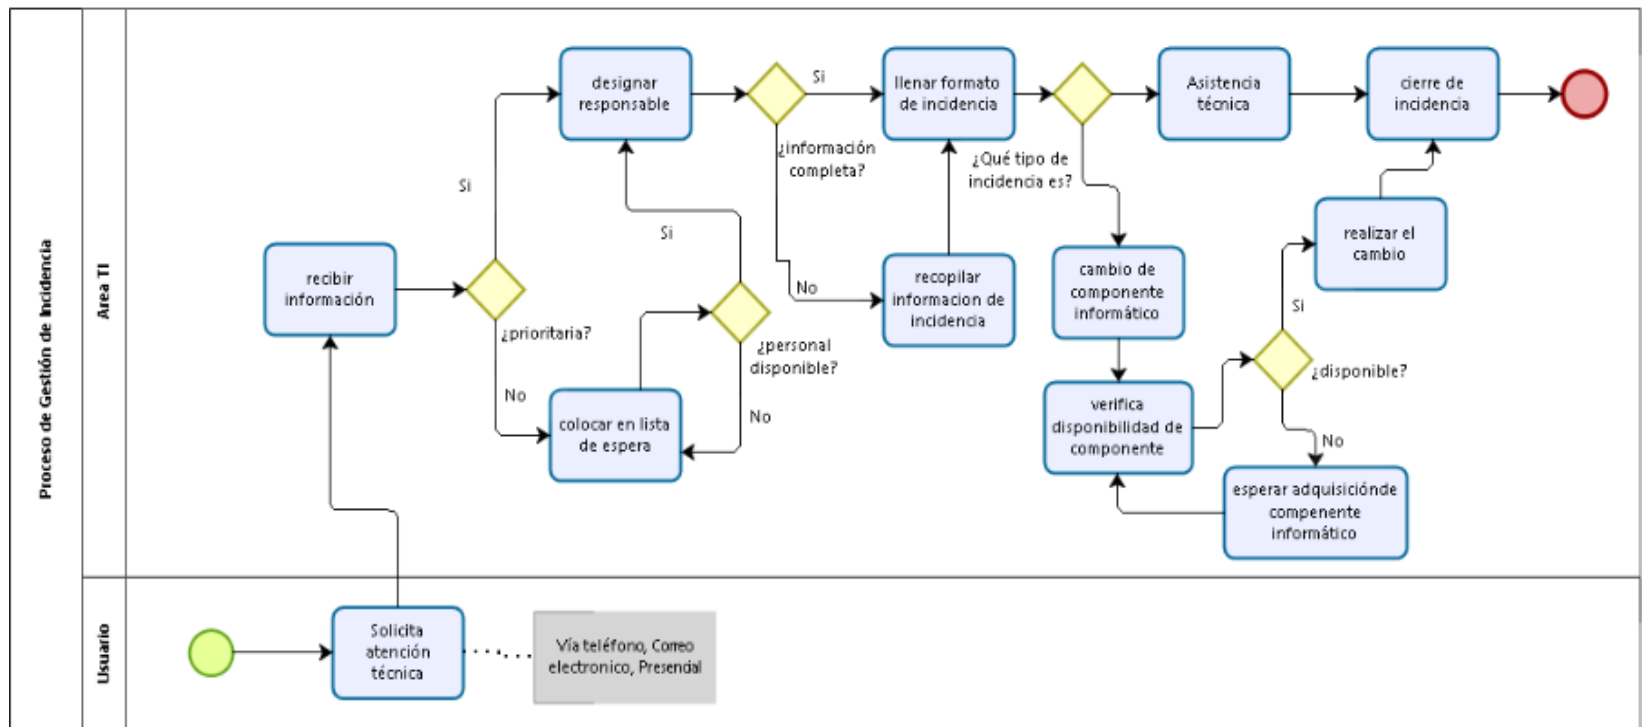 Proceso de Gestión de Incidencia
Area TI
Usuario
designar
responsable
Si
¿información
completa?
llenar formato
de incidencia
¿Qué tipo de
incidencia es?
Asistencia
técnica
cierre de
incidencia
Si
Si
No
recibir
información
¿prioritaria?
No
colocar en lista
de espera
¿personal
disponible?
No
recopilar
informacion de
incidencia
cambio de
componente
informático
realizar el
cambio
Si
verifica
disponibilidad de
componente
¿disponible?
No
esperar adquisiciónde
compenente
informático
Solicita
atención
técnica
Vía teléfono, Correo
electronico, Presencial